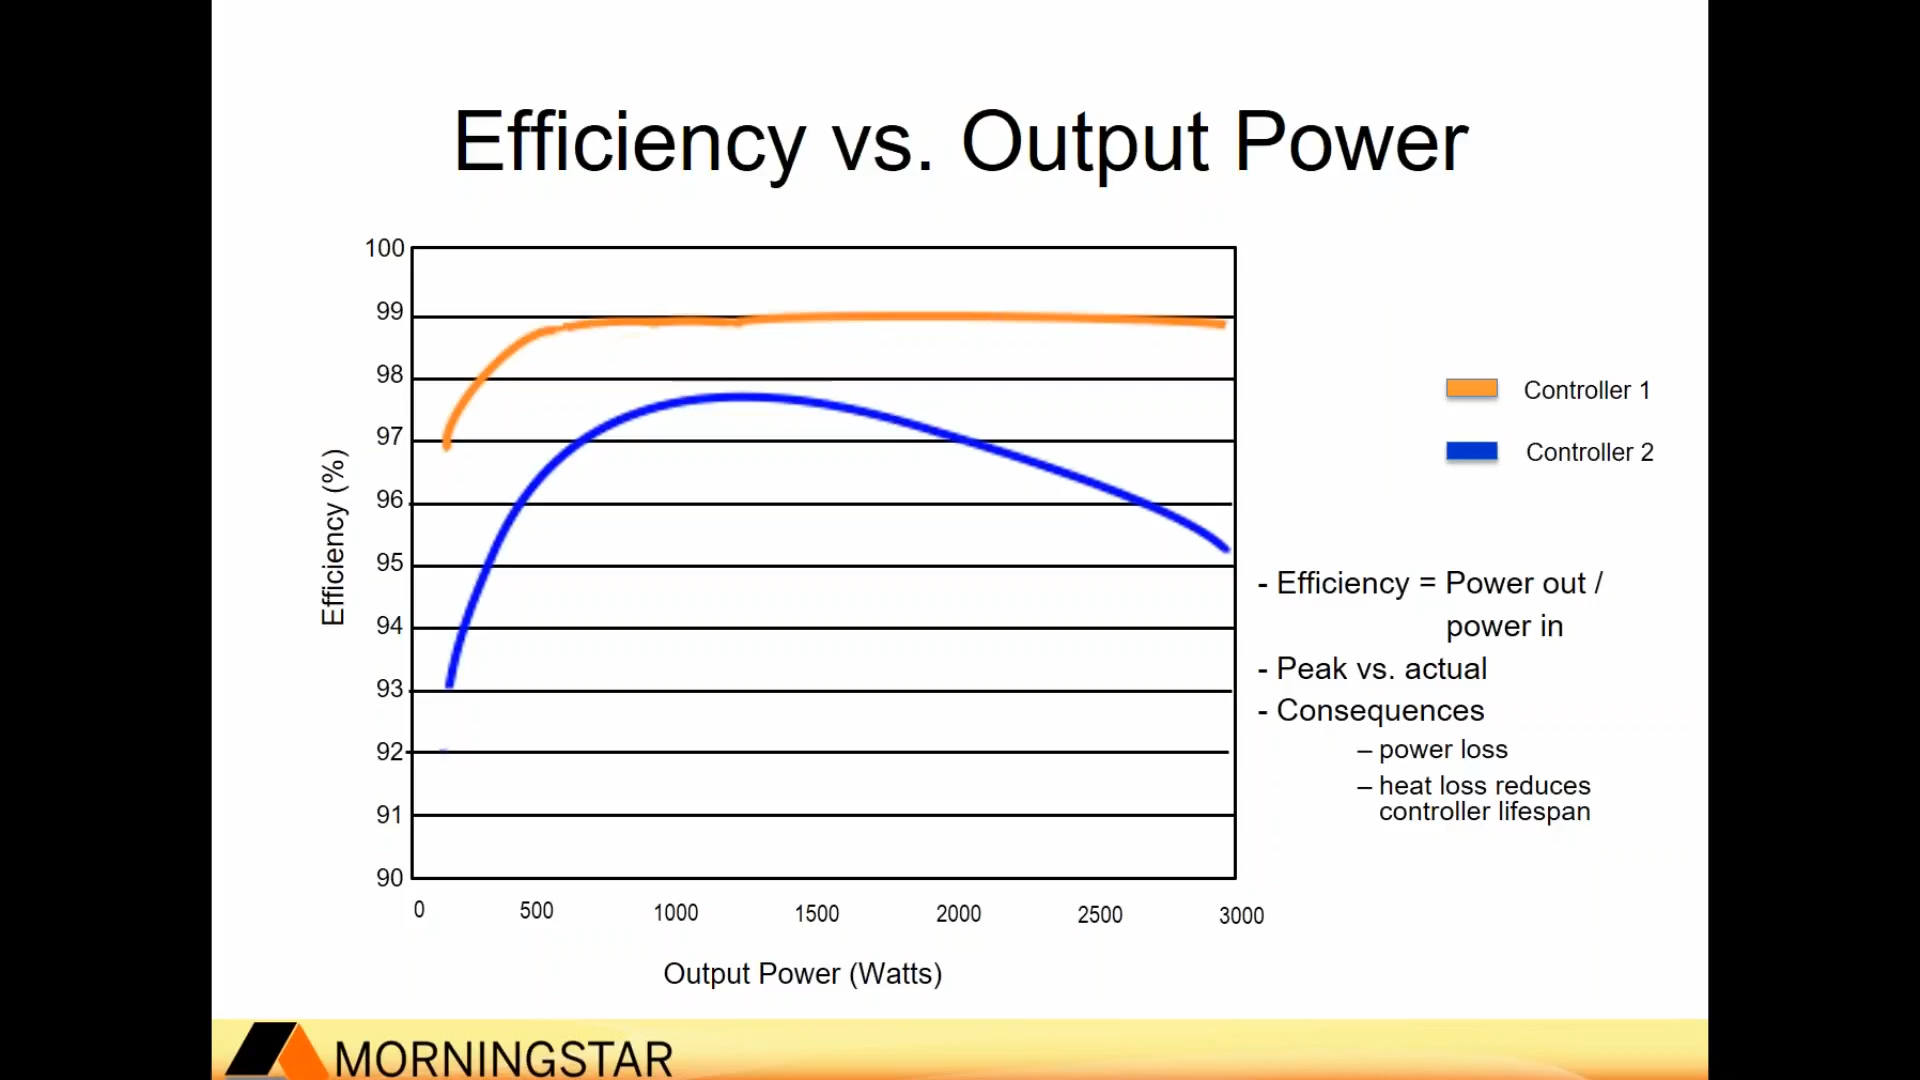 Efficiency vs. Output Power
100
99
98
97
96
95
94
93
92
91
90
Efficiency (%)
0 500 1000 1500 2000 2500 3000
Output Power (Watts)
Controller 1
Controller 2
- Efficiency = Power out /
power in
- Peak vs. actual
- Consequences
– power loss
– heat loss reduces
controller lifespan
MORNINGSTAR